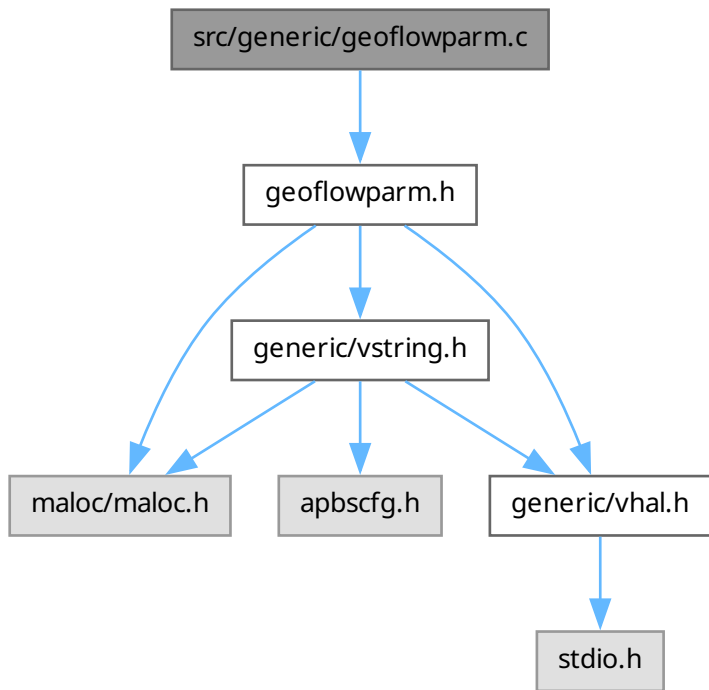 src/generic/geoflowparm.c
geoflowparm.h
generic/vstring.h
maloc/maloc.h
apbscfg.h
generic/vhal.h
stdio.h